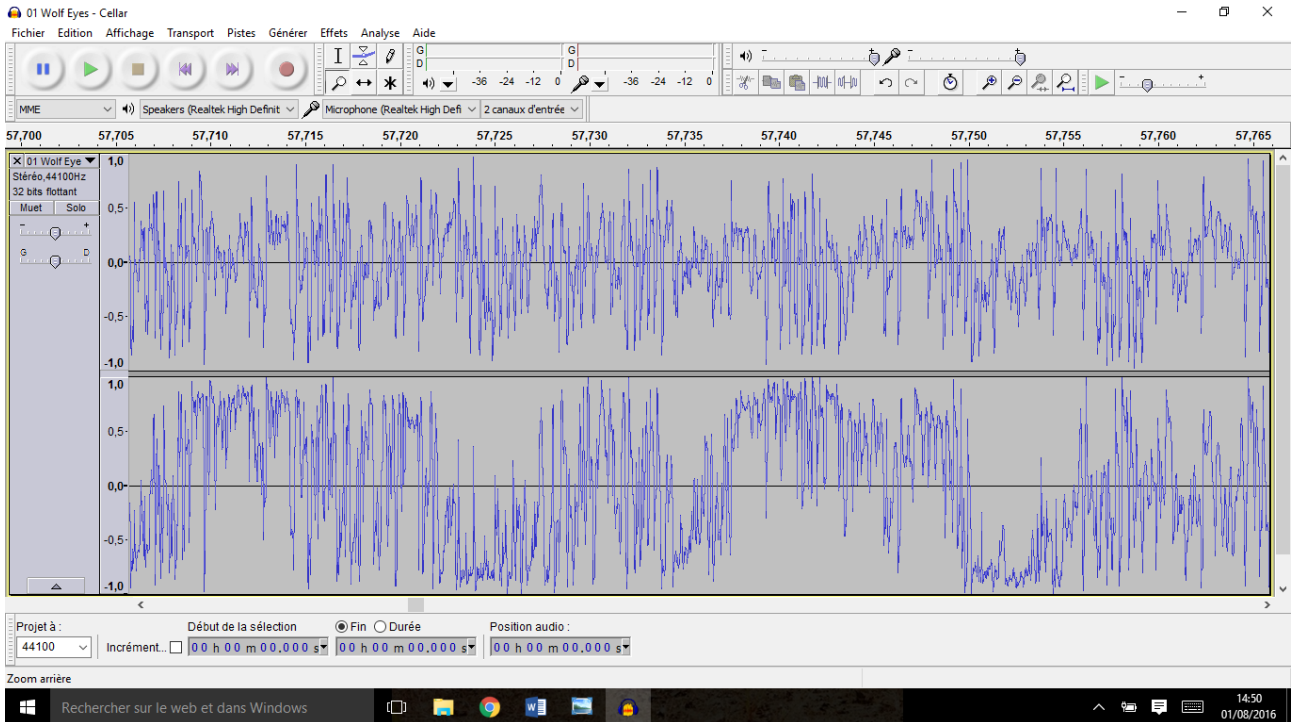 01 Wolf Eyes - Cellar
Fichier Edition Affichage Transport Pistes Générer Effets Analyse Aide
G G
D D
-36 -24 -12 0 -36 -24 -12 0
MME Speakers (Realtek High Definit Microphone (Realtek High Defi 2 canaux d'entrée
57,700 57,705 57,710 57,715 57,720 57,725 57,730 57,735 57,740 57,745 57,750 57,755 57,760 57,765
01 Wolf Eye 1,0
Stéréo,44100Hz
32 bits flottant
Muet Solo 0,5
- +
G D 0,0
-0,5
-1,0
1,0
0,5
0,0
-0,5
-1,0
Projet à : Début de la sélection Fin Durée Position audio :
44100 Incrément... 00 h 00 m 00.000 s 00 h 00 m 00.000 s 00 h 00 m 00.000 s
Zoom arrière
Rechercher sur le web et dans Windows
14:50
01/08/2016